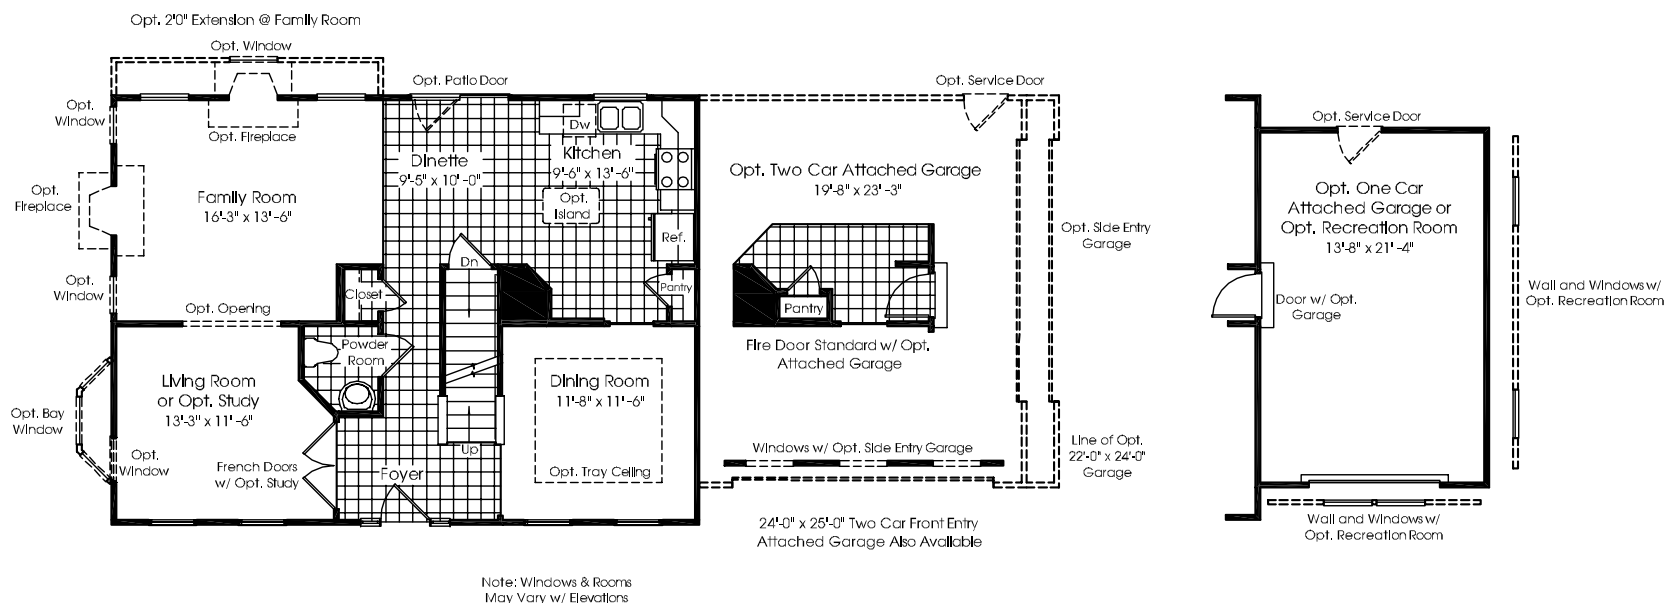 Opt. 2'0" Extension @ Family Room
Opt. Window
Opt.
Window
Opt. Fireplace
Opt.
Fireplace
Family Room
16'-3" x 13'-6"
Opt.
Window
Opt. Opening
Closet
Powder
Room
Living Room
or Opt. Study
13'-3" x 11'-6"
Opt. Bay
Window
Opt.
Window
French Doors
w/ Opt. Study
Foyer
Opt. Patio Door
Dinette
9'-5" x 10'-0"
Dw
Kitchen
9'-6" x 13'-6"
Opt.
Island
Ref.
Dn
Pantry
Up
Dining Room
11'-8" x 11'-6"
Opt. Tray Ceiling
Opt. Service Door
Opt. Two Car Attached Garage
19'-8" x 23'-3"
Pantry
Fire Door Standard w/ Opt.
Attached Garage
Windows w/ Opt. Side Entry Garage
24'-0" x 25'-0" Two Car Front Entry
Attached Garage Also Available
Opt. Side Entry
Garage
Line of Opt.
22'-0" x 24'-0"
Garage
Opt. Service Door
Opt. One Car
Attached Garage or
Opt. Recreation Room
13'-8" x 21'-4"
Door w/ Opt.
Garage
Wall and Windows w/
Opt. Recreation Room
Wall and Windows w/
Opt. Recreation Room
Note: Windows & Rooms
May Vary w/ Elevations